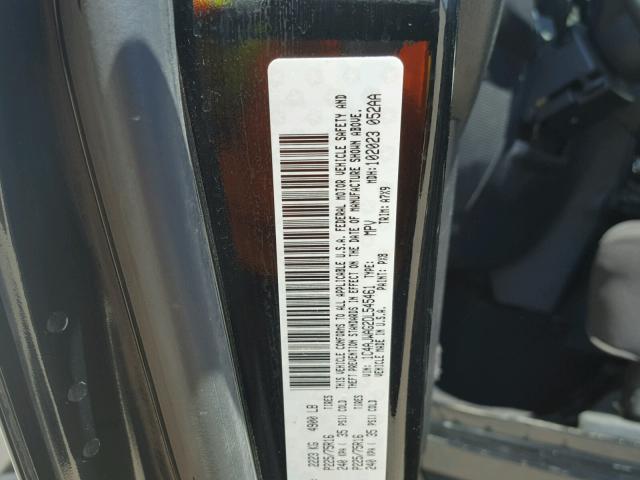 2223 KG 4900 LB
TIRES
P225/75R16
240 KPA ( 35 PSI) COLD
TIRES
P225/75R16
240 KPA ( 35 PSI) COLD
THIS VEHICLE CONFORMS TO ALL APPLICABLE U.S.A. FEDERAL MOTOR VEHICLE SAFETY AND
THEFT PREVENTION STANDARDS IN EFFECT ON THE DATE OF MANUFACTURE SHOWN ABOVE.
VIN: 1C4AJWAG2DL545461 TYPE: MPV MDH: 102023 052AA
VEHICLE MADE IN U.S.A. PAINT: PX8 TRIM: A7X9